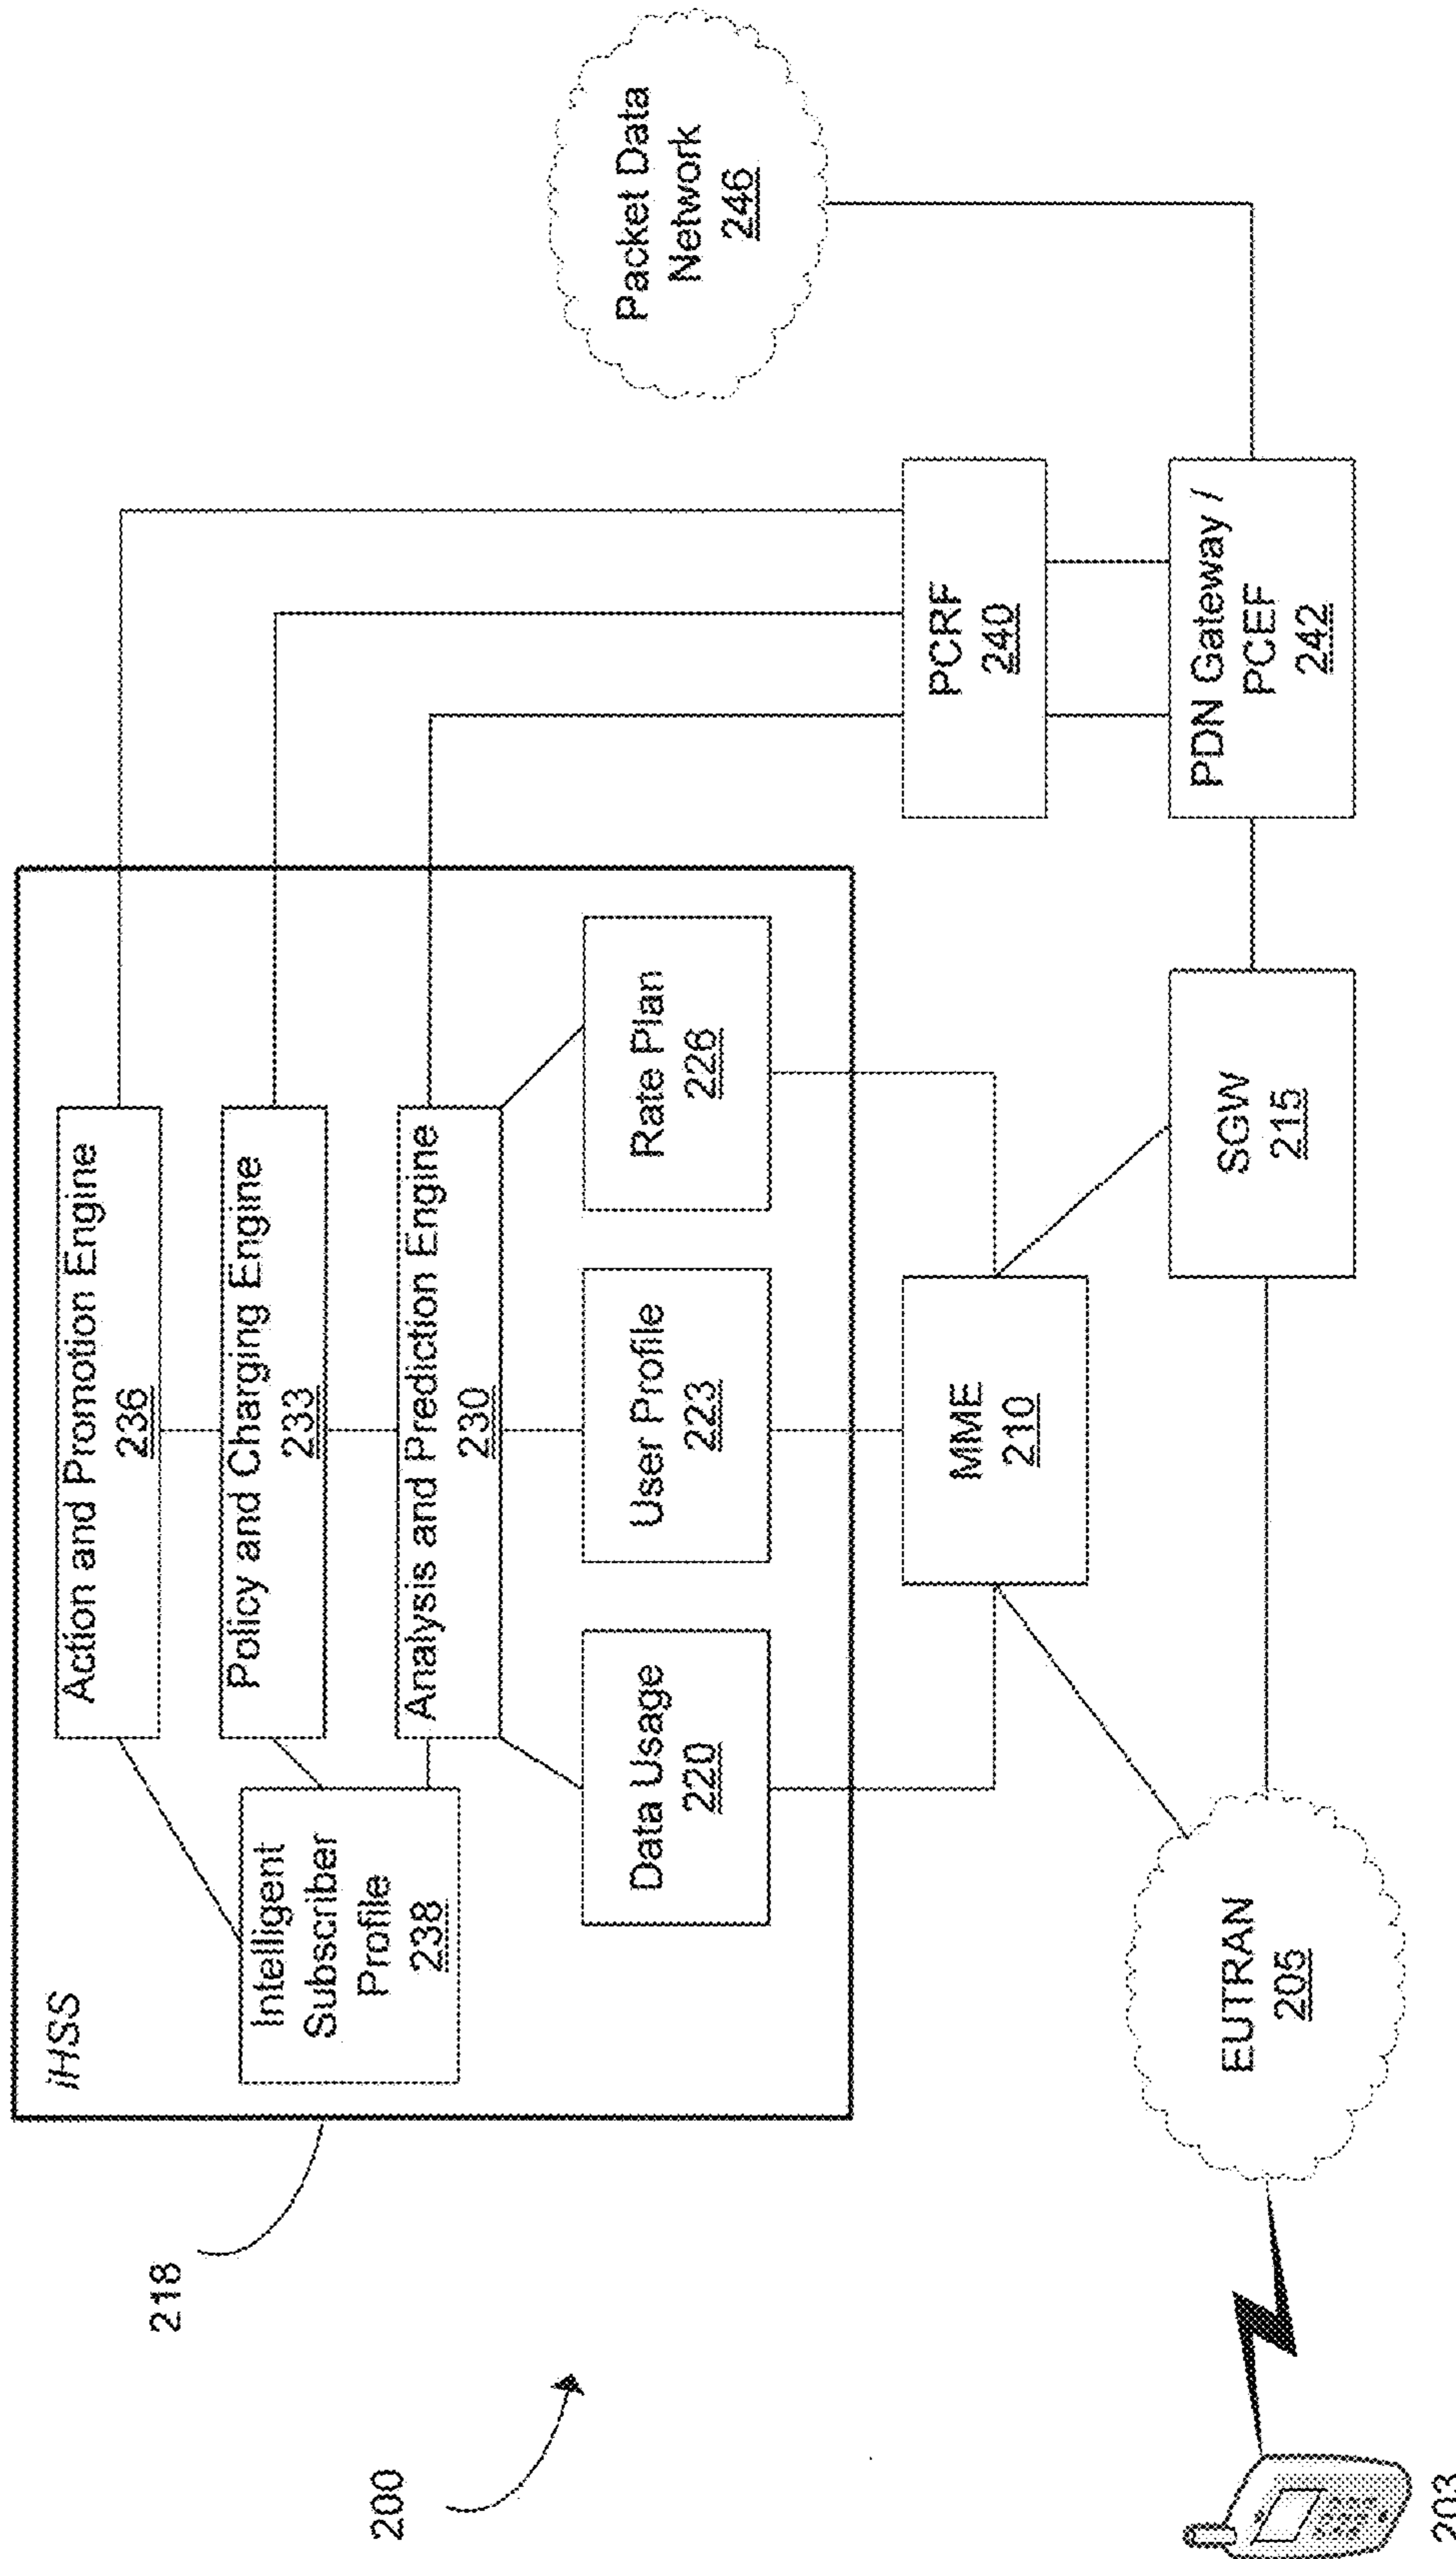 200
218
iHSS
Action and Promotion Engine
236
Policy and Charging Engine
233
Intelligent
Subscriber
Profile
238
Analysis and Prediction Engine
230
Data Usage
220
User Profile
223
Rate Plan
226
Packet Data
Network
246
MME
210
PCRF
240
EUTRAN
205
SGW
215
PDN Gateway /
PCEF
242
203